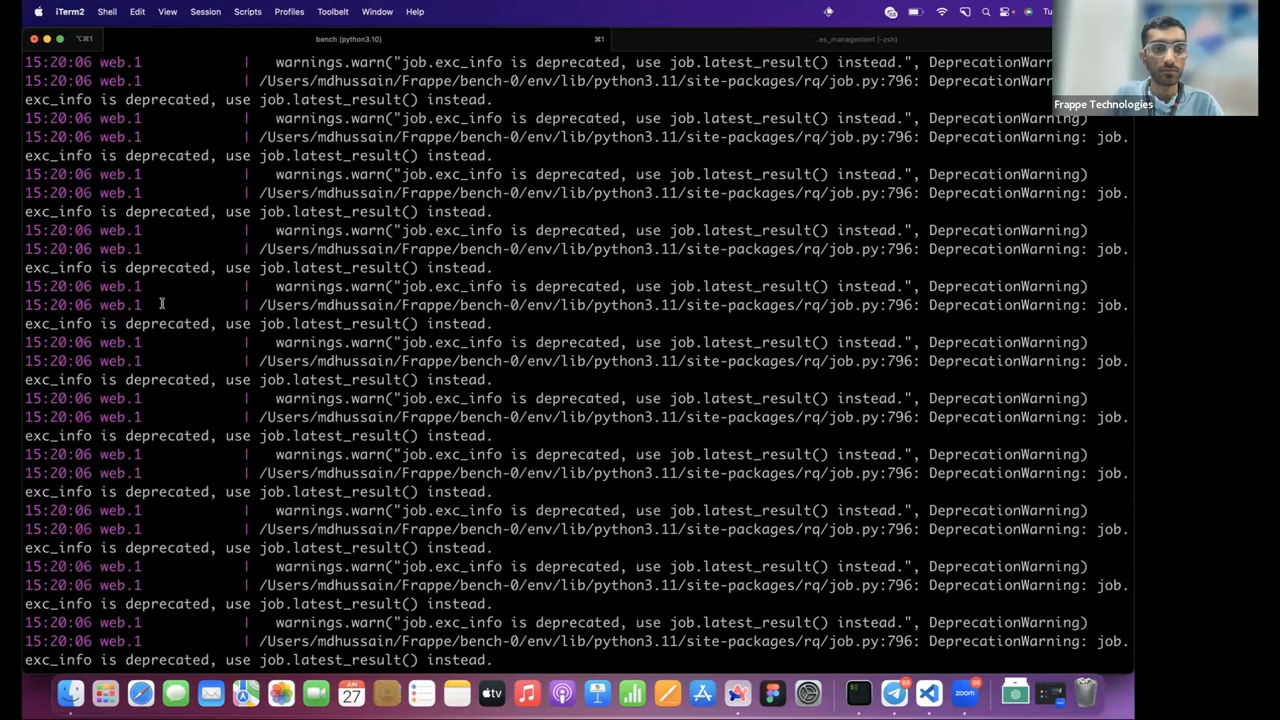 iTerm2 Shell Edit View Session Scripts Profiles Toolbelt Window Help Tu
⌥⌘1 bench (python3.10) ⌘1 ..es_management (-zsh)
15:20:06 web.1 | warnings.warn("job.exc_info is deprecated, use job.latest_result() instead.", DeprecationWarn
15:20:06 web.1 | /Users/mdhussain/Frappe/bench-0/env/lib/python3.11/site-packages/rq/job.py:796: DeprecationWa
exc_info is deprecated, use job.latest_result() instead.
Frappe Technologies
15:20:06 web.1 | warnings.warn("job.exc_info is deprecated, use job.latest_result() instead.", DeprecationWarning)
15:20:06 web.1 | /Users/mdhussain/Frappe/bench-0/env/lib/python3.11/site-packages/rq/job.py:796: DeprecationWarning: job.
exc_info is deprecated, use job.latest_result() instead.
15:20:06 web.1 | warnings.warn("job.exc_info is deprecated, use job.latest_result() instead.", DeprecationWarning)
15:20:06 web.1 | /Users/mdhussain/Frappe/bench-0/env/lib/python3.11/site-packages/rq/job.py:796: DeprecationWarning: job.
exc_info is deprecated, use job.latest_result() instead.
15:20:06 web.1 | warnings.warn("job.exc_info is deprecated, use job.latest_result() instead.", DeprecationWarning)
15:20:06 web.1 | /Users/mdhussain/Frappe/bench-0/env/lib/python3.11/site-packages/rq/job.py:796: DeprecationWarning: job.
exc_info is deprecated, use job.latest_result() instead.
15:20:06 web.1 | warnings.warn("job.exc_info is deprecated, use job.latest_result() instead.", DeprecationWarning)
15:20:06 web.1 | /Users/mdhussain/Frappe/bench-0/env/lib/python3.11/site-packages/rq/job.py:796: DeprecationWarning: job.
exc_info is deprecated, use job.latest_result() instead.
15:20:06 web.1 | warnings.warn("job.exc_info is deprecated, use job.latest_result() instead.", DeprecationWarning)
15:20:06 web.1 | /Users/mdhussain/Frappe/bench-0/env/lib/python3.11/site-packages/rq/job.py:796: DeprecationWarning: job.
exc_info is deprecated, use job.latest_result() instead.
15:20:06 web.1 | warnings.warn("job.exc_info is deprecated, use job.latest_result() instead.", DeprecationWarning)
15:20:06 web.1 | /Users/mdhussain/Frappe/bench-0/env/lib/python3.11/site-packages/rq/job.py:796: DeprecationWarning: job.
exc_info is deprecated, use job.latest_result() instead.
15:20:06 web.1 | warnings.warn("job.exc_info is deprecated, use job.latest_result() instead.", DeprecationWarning)
15:20:06 web.1 | /Users/mdhussain/Frappe/bench-0/env/lib/python3.11/site-packages/rq/job.py:796: DeprecationWarning: job.
exc_info is deprecated, use job.latest_result() instead.
15:20:06 web.1 | warnings.warn("job.exc_info is deprecated, use job.latest_result() instead.", DeprecationWarning)
15:20:06 web.1 | /Users/mdhussain/Frappe/bench-0/env/lib/python3.11/site-packages/rq/job.py:796: DeprecationWarning: job.
exc_info is deprecated, use job.latest_result() instead.
15:20:06 web.1 | warnings.warn("job.exc_info is deprecated, use job.latest_result() instead.", DeprecationWarning)
15:20:06 web.1 | /Users/mdhussain/Frappe/bench-0/env/lib/python3.11/site-packages/rq/job.py:796: DeprecationWarning: job.
exc_info is deprecated, use job.latest_result() instead.
15:20:06 web.1 | warnings.warn("job.exc_info is deprecated, use job.latest_result() instead.", DeprecationWarning)
15:20:06 web.1 | /Users/mdhussain/Frappe/bench-0/env/lib/python3.11/site-packages/rq/job.py:796: DeprecationWarning: job.
exc_info is deprecated, use job.latest_result() instead.
JUN
27
tv
zoom